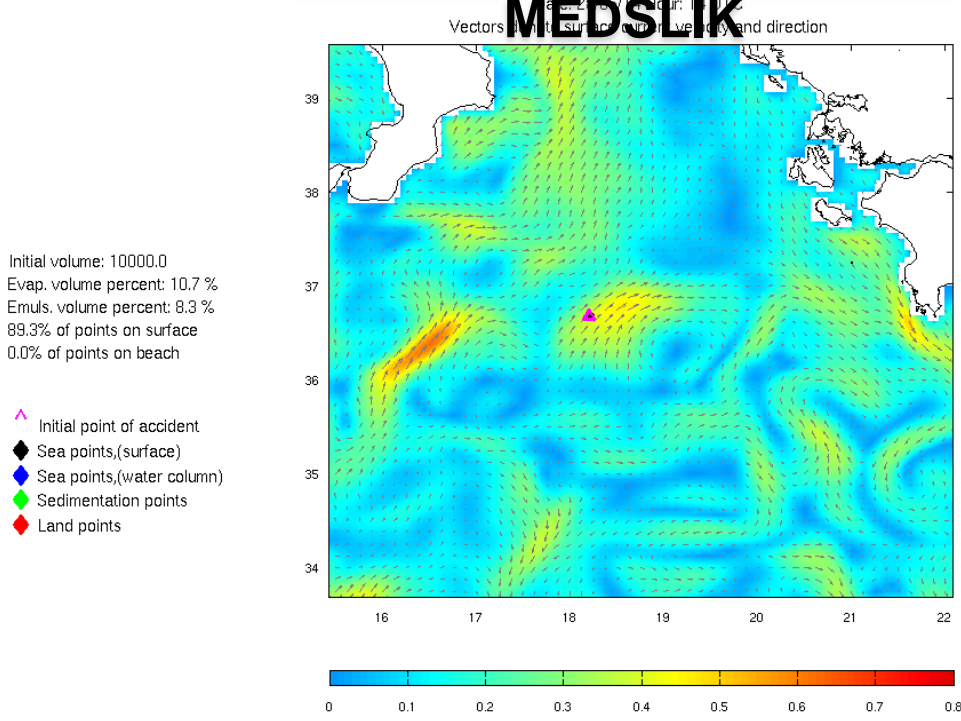 MEDSLIK
Vectors denote surface current velocity and direction
39
38
37
36
35
34
16 17 18 19 20 21 22
0 0.1 0.2 0.3 0.4 0.5 0.6 0.7 0.8
Initial volume: 10000.0
Evap. volume percent: 10.7 %
Emuls. volume percent: 8.3 %
89.3% of points on surface
0.0% of points on beach
Initial point of accident
Sea points,(surface)
Sea points,(water column)
Sedimentation points
Land points